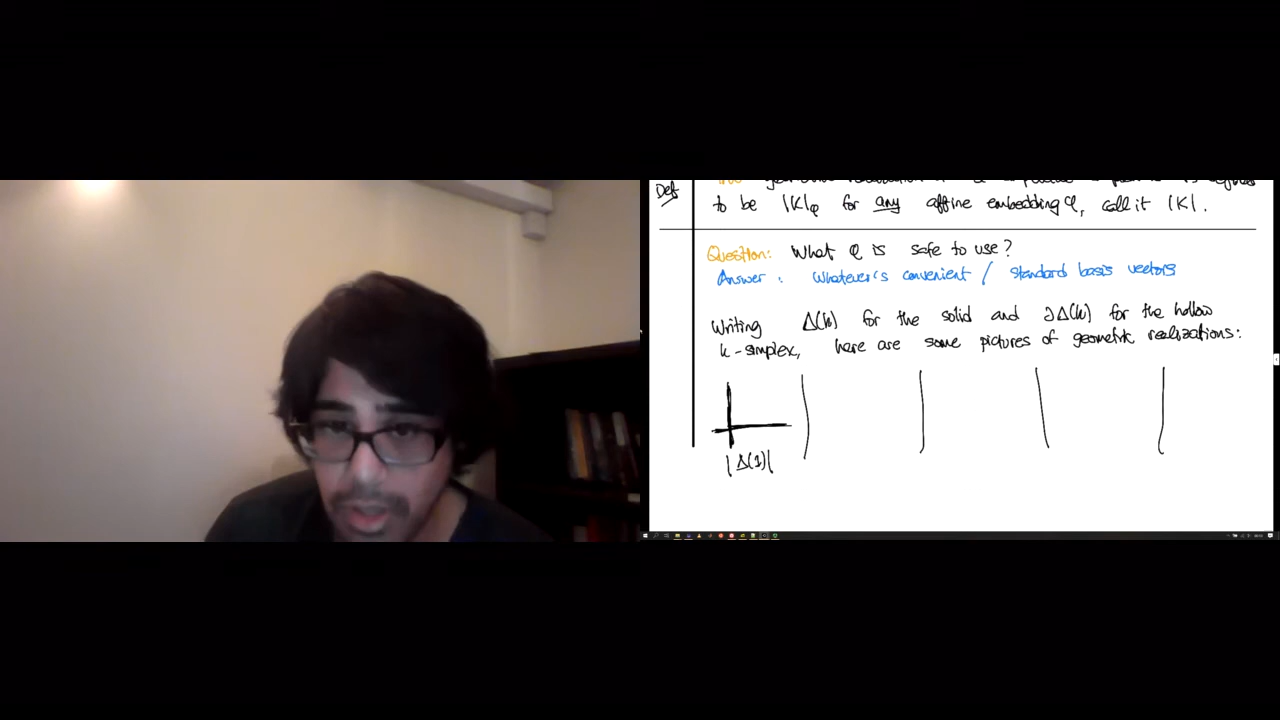 Def
to be |K|φ for any affine embedding φ, call it |K|.
Question: What φ is safe to use?
Answer: Whatever's convenient / standard basis vectors
Writing Δ(k) for the solid and ∂Δ(k) for the hollow
k-simplex, here are some pictures of geometric realizations:
|Δ(1)|